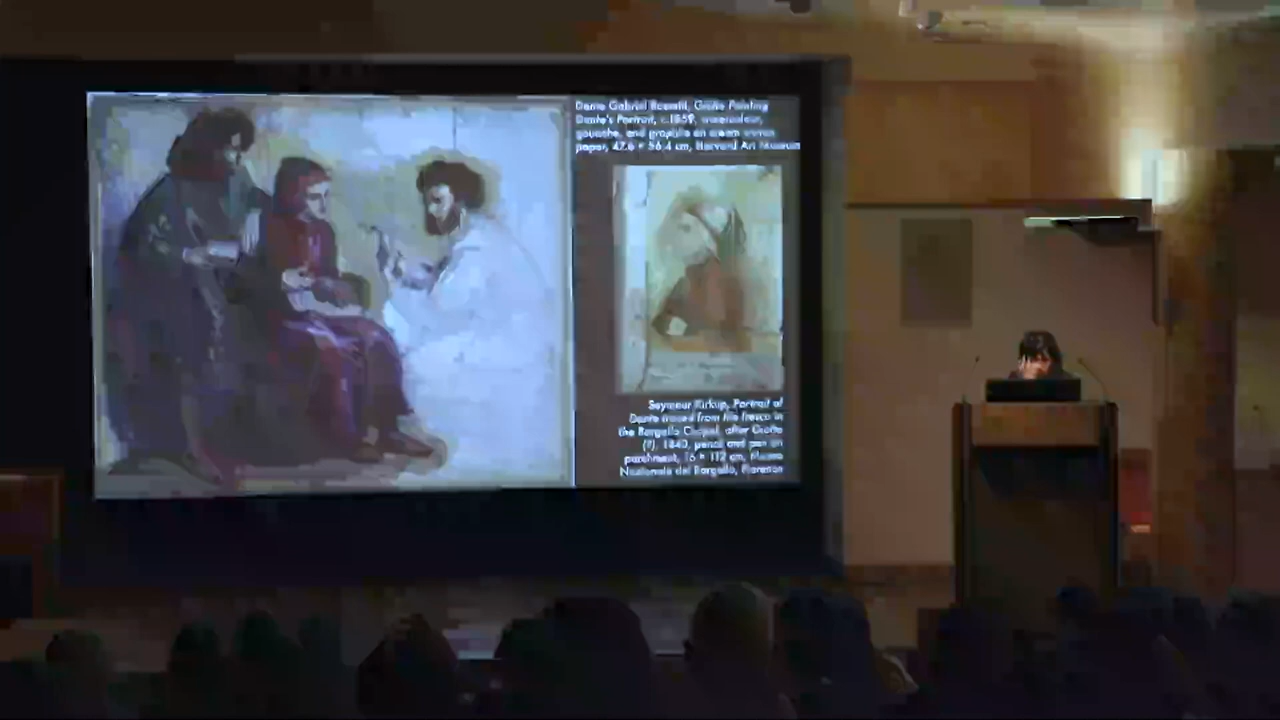 Dante Gabriel Rossetti, Giotto Painting
Dante's Portrait, c.1859, watercolour,
gouache, and graphite on cream woven
paper, 47.6 × 56.4 cm, Harvard Art Museum
Seymour Kirkup, Portrait of
Dante traced from the fresco in
the Bargello Chapel, after Giotto
(?), 1840, pencil and pen on
parchment, 16 × 112 cm, Museo
Nazionale del Bargello, Florence